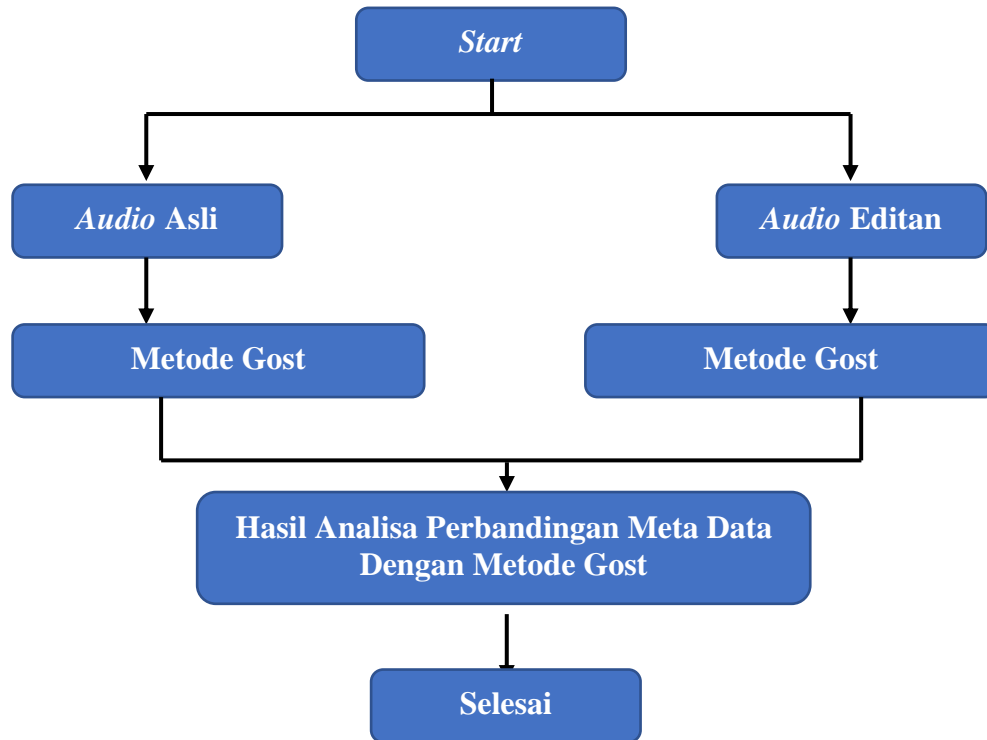 Start
Audio Asli
Audio Editan
Metode Gost
Metode Gost
Hasil Analisa Perbandingan Meta Data
Dengan Metode Gost
Selesai